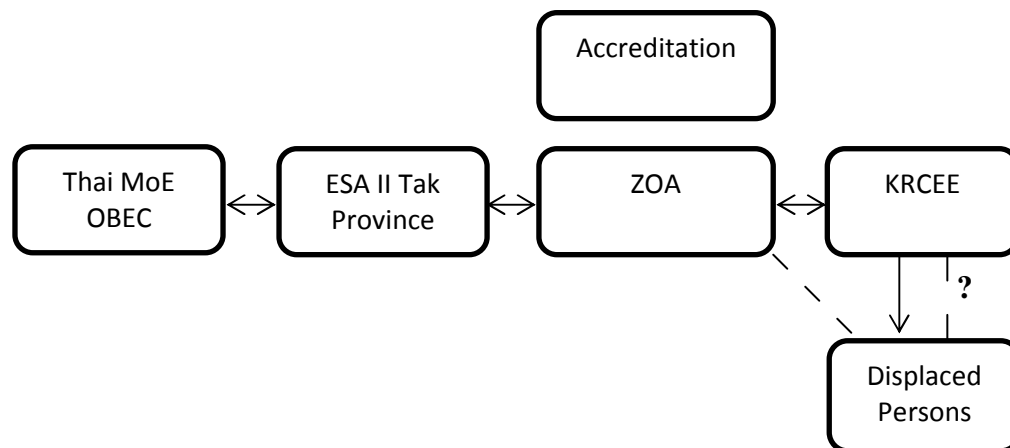 Accreditation
Thai MoE
OBEC
ESA II Tak
Province
ZOA
KRCEE
?
Displaced
Persons